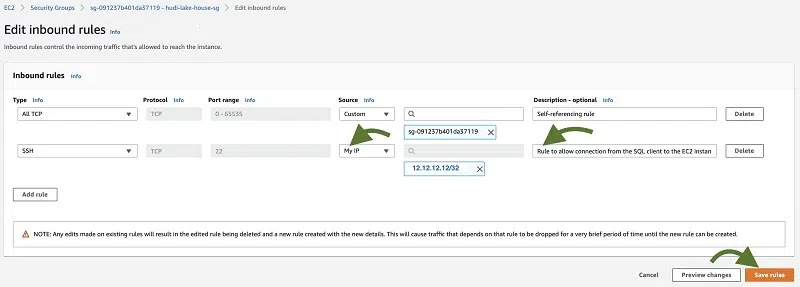 EC2 > Security Groups > sg-091237b401da37119 - hudi-lake-house-sg > Edit inbound rules
Edit inbound rules Info
Inbound rules control the incoming traffic that's allowed to reach the instance.
Inbound rules Info
Type Info Protocol Info Port range Info Source Info Description - optional Info
All TCP TCP 0 - 65535 Custom Self-referencing rule Delete
sg-091237b401da37119 X
SSH TCP 22 My IP Rule to allow connection from the SQL client to the EC2 instan Delete
12.12.12.12/32 X
Add rule
NOTE: Any edits made on existing rules will result in the edited rule being deleted and a new rule created with the new details. This will cause traffic that depends on that rule to be dropped for a very brief period of time until the new rule can be created.
Cancel Preview changes Save rules